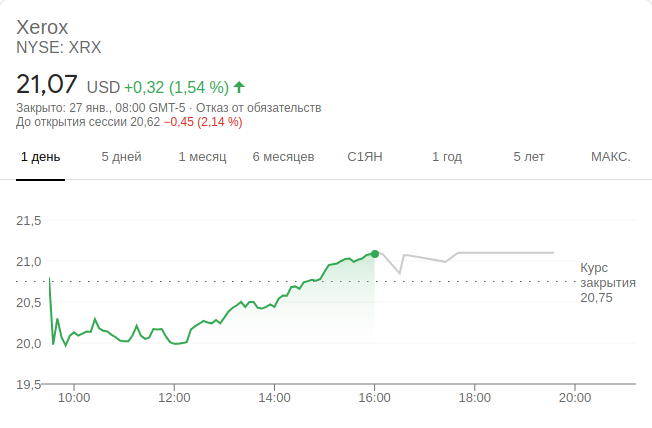 Xerox
NYSE: XRX
21,07 USD +0,32 (1,54 %)
Закрыто: 27 янв., 08:00 GMT-5 · Отказ от обязательств
До открытия сессии 20,62 −0,45 (2,14 %)
1 день 5 дней 1 месяц 6 месяцев С1ЯН 1 год 5 лет МАКС.
21,5
21,0
Курс
закрытия
20,75
20,5
20,0
19,5
10:00 12:00 14:00 16:00 18:00 20:00